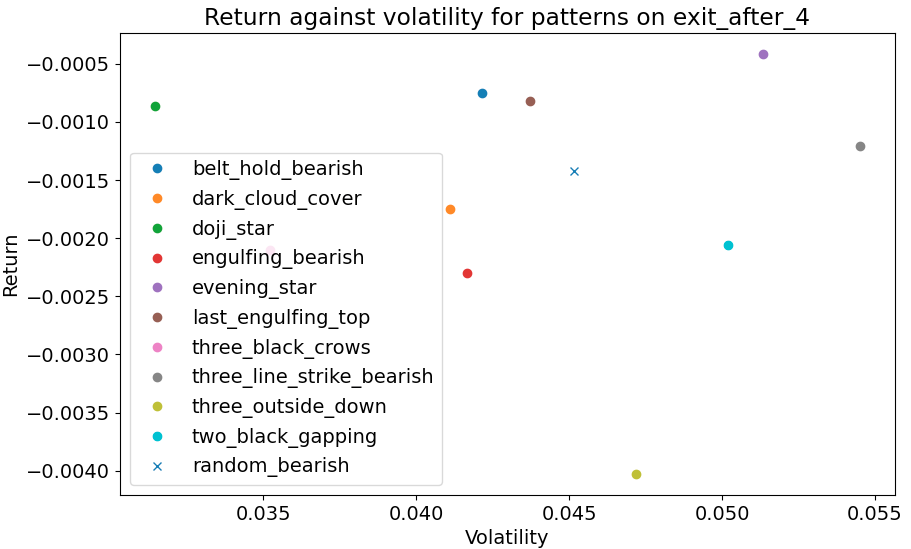 Return against volatility for patterns on exit_after_4
−0.0005
−0.0010
−0.0015
−0.0020
−0.0025
−0.0030
−0.0035
−0.0040
Return
belt_hold_bearish
dark_cloud_cover
doji_star
engulfing_bearish
evening_star
last_engulfing_top
three_black_crows
three_line_strike_bearish
three_outside_down
two_black_gapping
random_bearish
0.035 0.040 0.045 0.050 0.055
Volatility